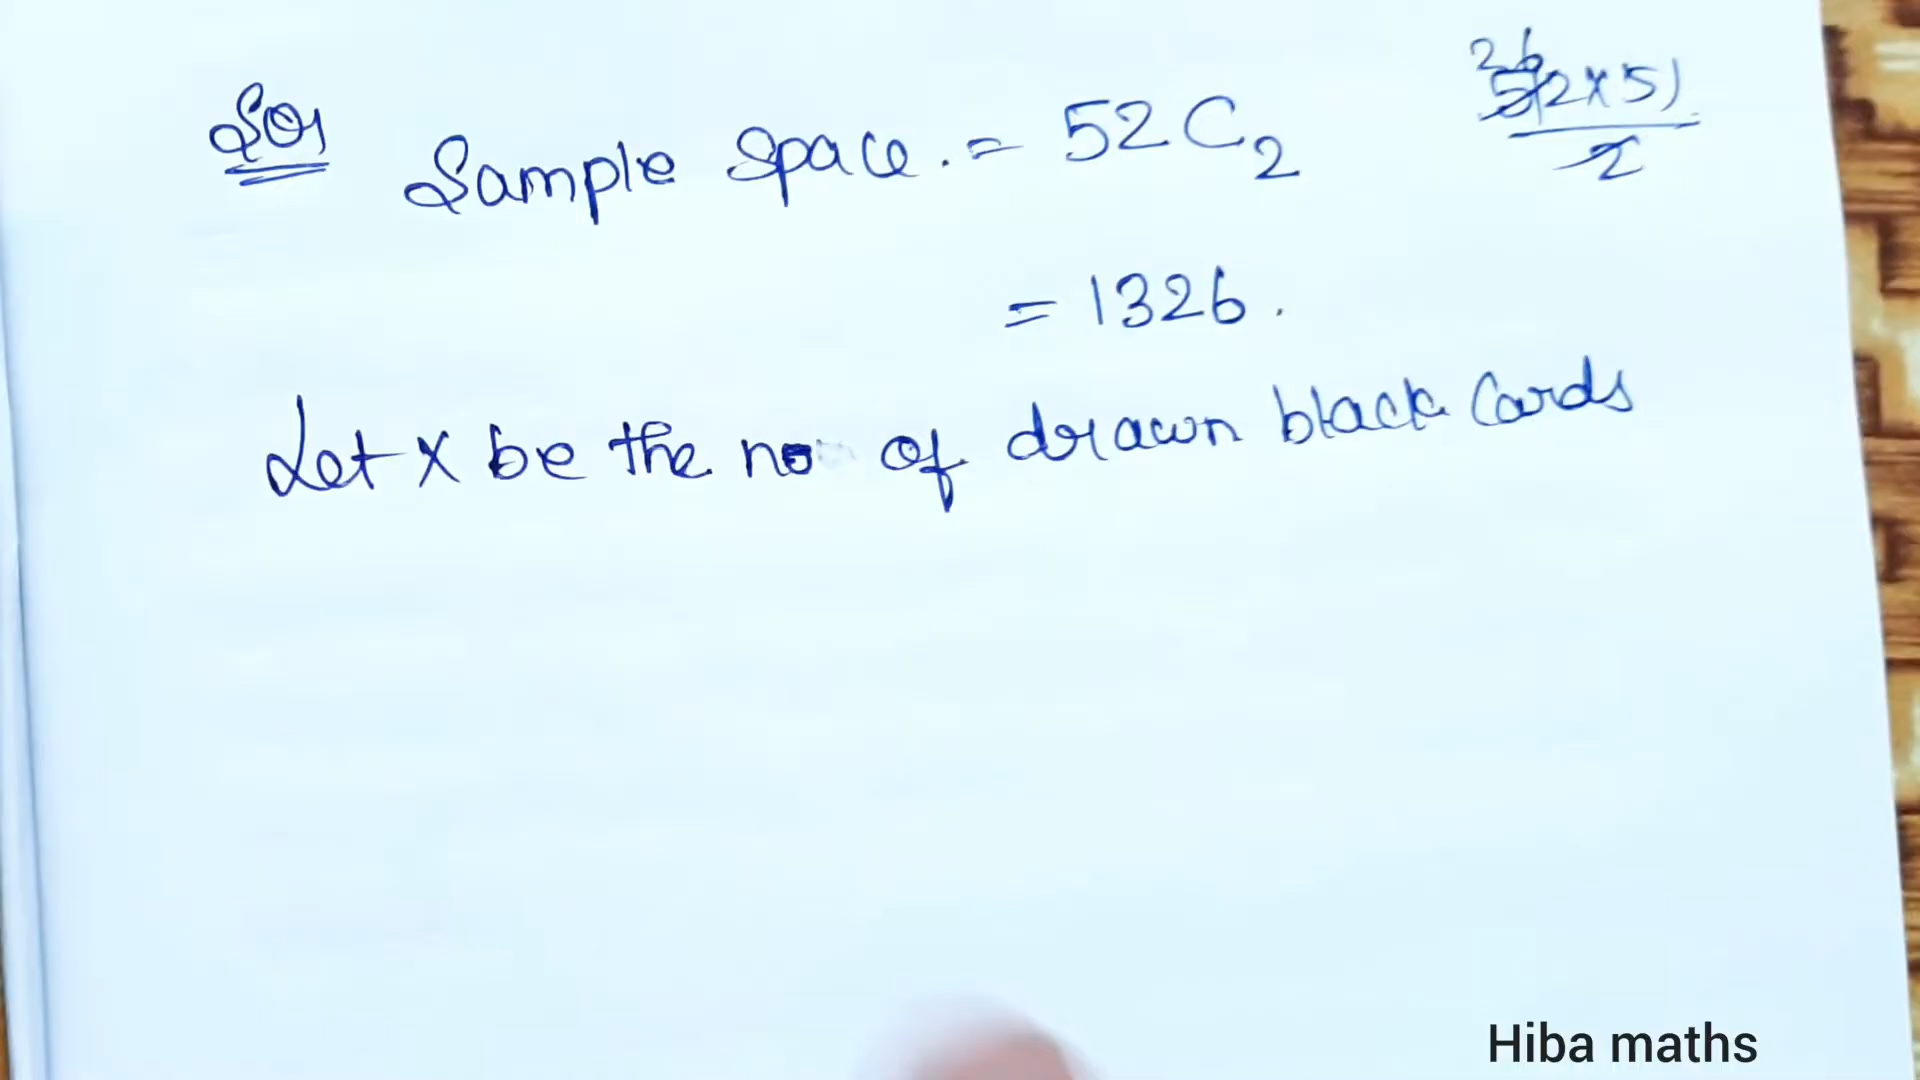 Sol
Sample Space . = 52C2
26
52 x 51
2
= 1326 .
Let X be the no of drawn black Cards
Hiba maths